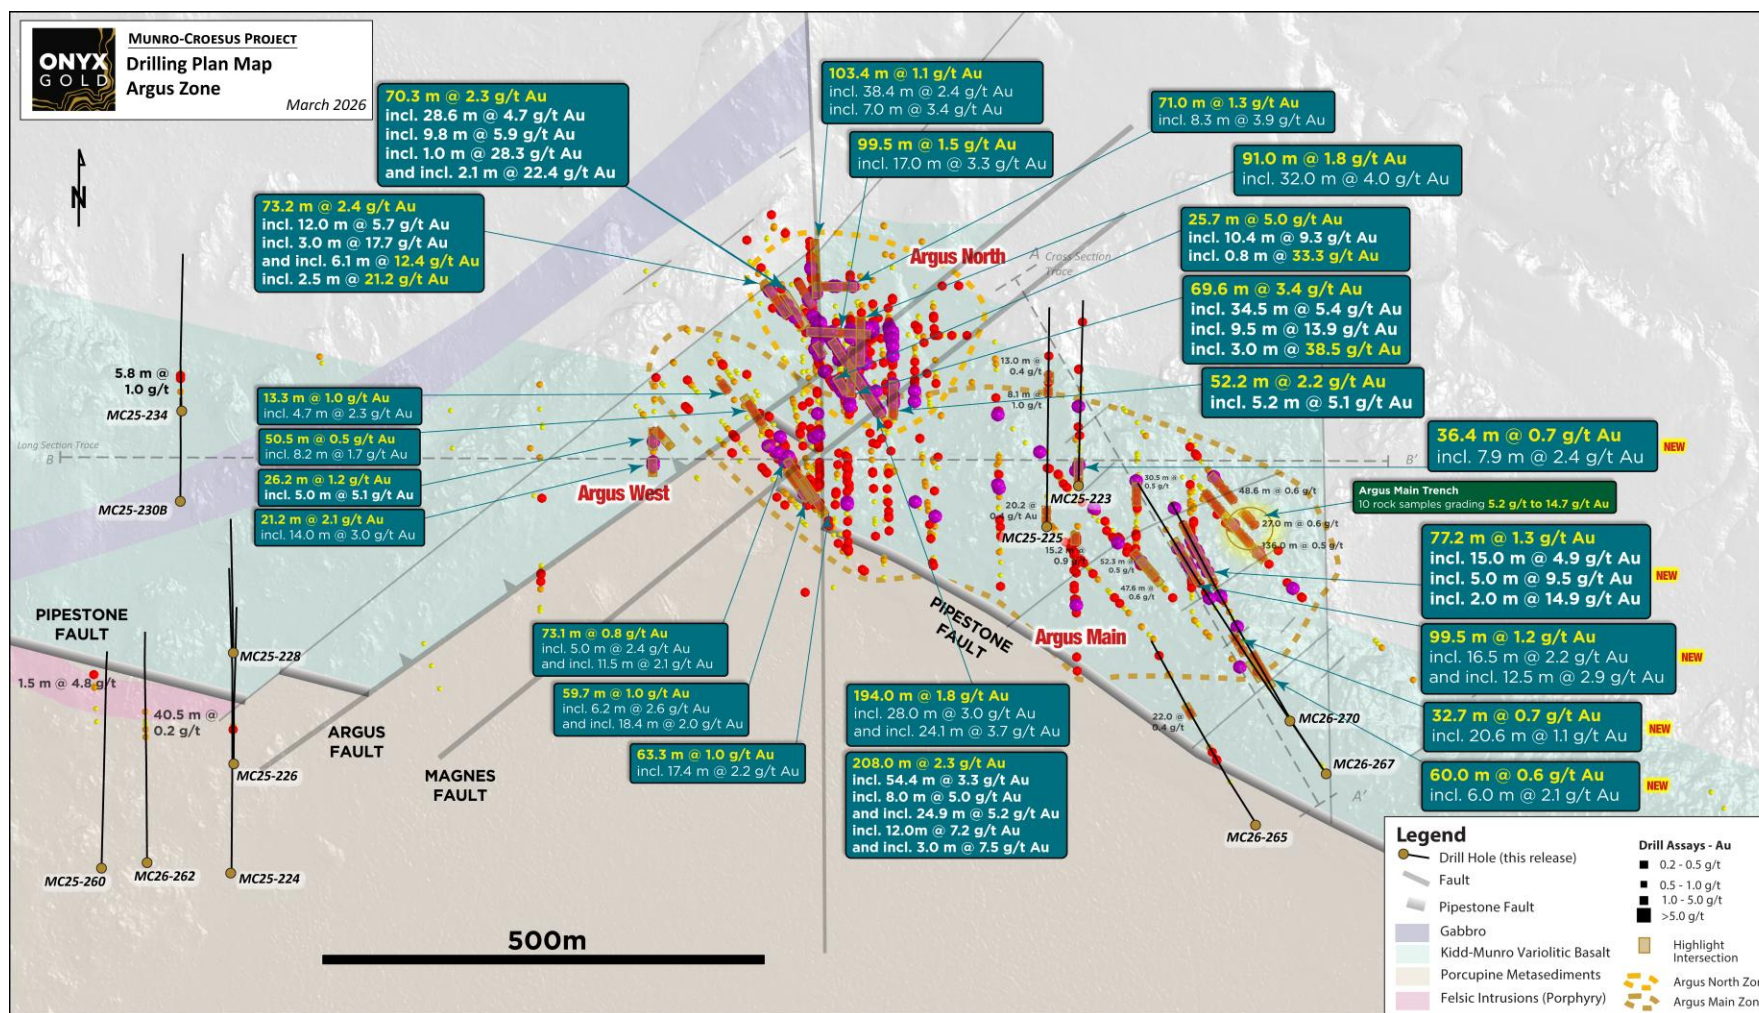 ONYX
GOLD
MUNRO-CROESUS PROJECT
Drilling Plan Map
Argus Zone
March 2026
N
70.3 m @ 2.3 g/t Au
incl. 28.6 m @ 4.7 g/t Au
incl. 9.8 m @ 5.9 g/t Au
incl. 1.0 m @ 28.3 g/t Au
and incl. 2.1 m @ 22.4 g/t Au
103.4 m @ 1.1 g/t Au
incl. 38.4 m @ 2.4 g/t Au
incl. 7.0 m @ 3.4 g/t Au
99.5 m @ 1.5 g/t Au
incl. 17.0 m @ 3.3 g/t Au
71.0 m @ 1.3 g/t Au
incl. 8.3 m @ 3.9 g/t Au
91.0 m @ 1.8 g/t Au
incl. 32.0 m @ 4.0 g/t Au
73.2 m @ 2.4 g/t Au
incl. 12.0 m @ 5.7 g/t Au
incl. 3.0 m @ 17.7 g/t Au
and incl. 6.1 m @ 12.4 g/t Au
incl. 2.5 m @ 21.2 g/t Au
25.7 m @ 5.0 g/t Au
incl. 10.4 m @ 9.3 g/t Au
incl. 0.8 m @ 33.3 g/t Au
Argus North
A
Cross Section
Trace
69.6 m @ 3.4 g/t Au
incl. 34.5 m @ 5.4 g/t Au
incl. 9.5 m @ 13.9 g/t Au
incl. 3.0 m @ 38.5 g/t Au
52.2 m @ 2.2 g/t Au
incl. 5.2 m @ 5.1 g/t Au
5.8 m @
1.0 g/t
MC25-234
13.0 m @
0.4 g/t
8.1 m @
1.0 g/t
13.3 m @ 1.0 g/t Au
incl. 4.7 m @ 2.3 g/t Au
50.5 m @ 0.5 g/t Au
incl. 8.2 m @ 1.7 g/t Au
26.2 m @ 1.2 g/t Au
incl. 5.0 m @ 5.1 g/t Au
21.2 m @ 2.1 g/t Au
incl. 14.0 m @ 3.0 g/t Au
Long Section Trace
B
B'
36.4 m @ 0.7 g/t Au
incl. 7.9 m @ 2.4 g/t Au
NEW
Argus West
MC25-230B
MC25-223
30.5 m @
0.5 g/t
48.6 m @ 0.6 g/t
Argus Main Trench
10 rock samples grading 5.2 g/t to 14.7 g/t Au
20.2 @
0.4 g/t Au
MC25-225
27.0 m @ 0.6 g/t
136.0 m @ 0.5 g/t
15.2 m @
0.9 g/t
52.3 m @
0.5 g/t
47.6 m @
0.6 g/t
77.2 m @ 1.3 g/t Au
incl. 15.0 m @ 4.9 g/t Au
incl. 5.0 m @ 9.5 g/t Au
incl. 2.0 m @ 14.9 g/t Au
NEW
PIPESTONE
FAULT
PIPESTONE
FAULT
Argus Main
73.1 m @ 0.8 g/t Au
incl. 5.0 m @ 2.4 g/t Au
and incl. 11.5 m @ 2.1 g/t Au
99.5 m @ 1.2 g/t Au
incl. 16.5 m @ 2.2 g/t Au
and incl. 12.5 m @ 2.9 g/t Au
NEW
MC25-228
1.5 m @ 4.8 g/t
40.5 m @
0.2 g/t
59.7 m @ 1.0 g/t Au
incl. 6.2 m @ 2.6 g/t Au
and incl. 18.4 m @ 2.0 g/t Au
194.0 m @ 1.8 g/t Au
incl. 28.0 m @ 3.0 g/t Au
and incl. 24.1 m @ 3.7 g/t Au
22.0 @
0.4 g/t
MC26-270
32.7 m @ 0.7 g/t Au
incl. 20.6 m @ 1.1 g/t Au
NEW
ARGUS
FAULT
MC25-226
MAGNES
FAULT
63.3 m @ 1.0 g/t Au
incl. 17.4 m @ 2.2 g/t Au
208.0 m @ 2.3 g/t Au
incl. 54.4 m @ 3.3 g/t Au
incl. 8.0 m @ 5.0 g/t Au
and incl. 24.9 m @ 5.2 g/t Au
incl. 12.0m @ 7.2 g/t Au
and incl. 3.0 m @ 7.5 g/t Au
MC26-267
A'
60.0 m @ 0.6 g/t Au
incl. 6.0 m @ 2.1 g/t Au
NEW
MC26-265
MC25-260
MC26-262
MC25-224
500m
Legend
Drill Hole (this release)
Fault
Pipestone Fault
Gabbro
Kidd-Munro Variolitic Basalt
Porcupine Metasediments
Felsic Intrusions (Porphyry)
Drill Assays - Au
0.2 - 0.5 g/t
0.5 - 1.0 g/t
1.0 - 5.0 g/t
>5.0 g/t
Highlight
Intersection
Argus North Zon
Argus Main Zon